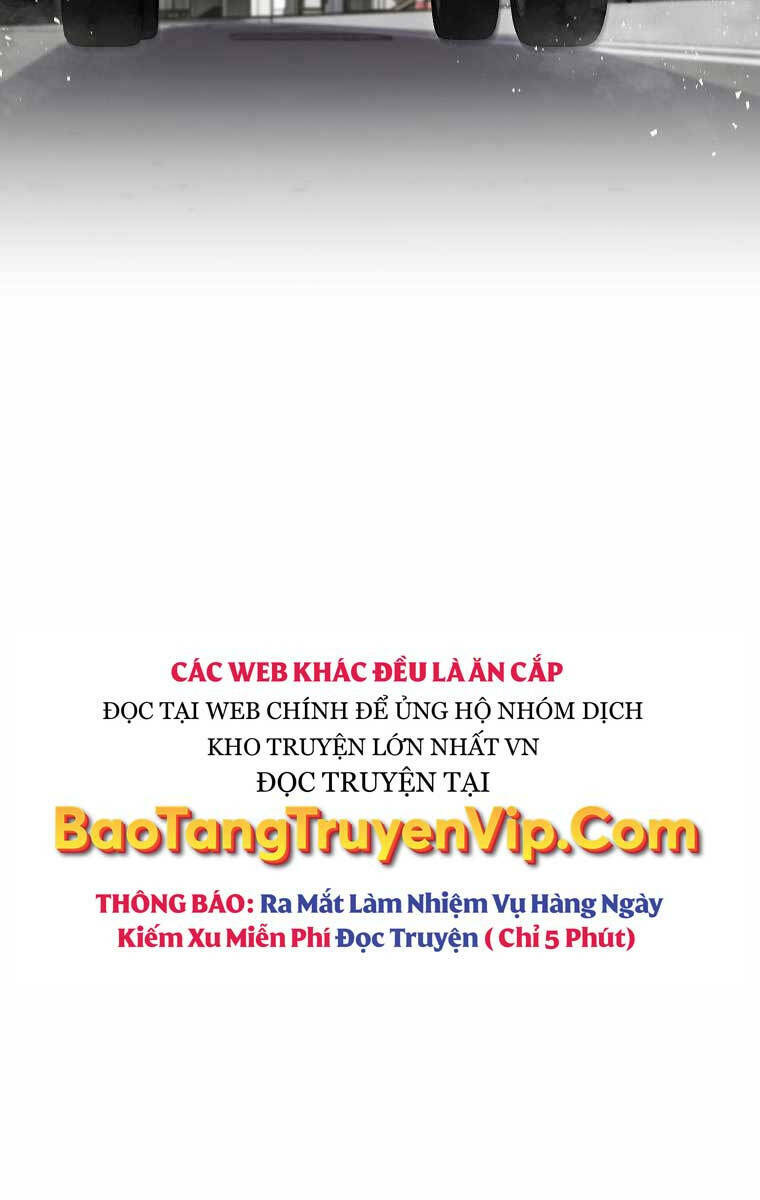 CÁC WEB KHÁC ĐỀU LÀ ĂN CẮP
ĐỌC TẠI WEB CHÍNH ĐỂ ỦNG HỘ NHÓM DỊCH
KHO TRUYỆN LỚN NHẤT VN
ĐỌC TRUYỆN TẠI
BaoTangTruyenVip.Com
THÔNG BÁO: Ra Mắt Làm Nhiệm Vụ Hàng Ngày
Kiếm Xu Miễn Phí Đọc Truyện ( Chỉ 5 Phút)